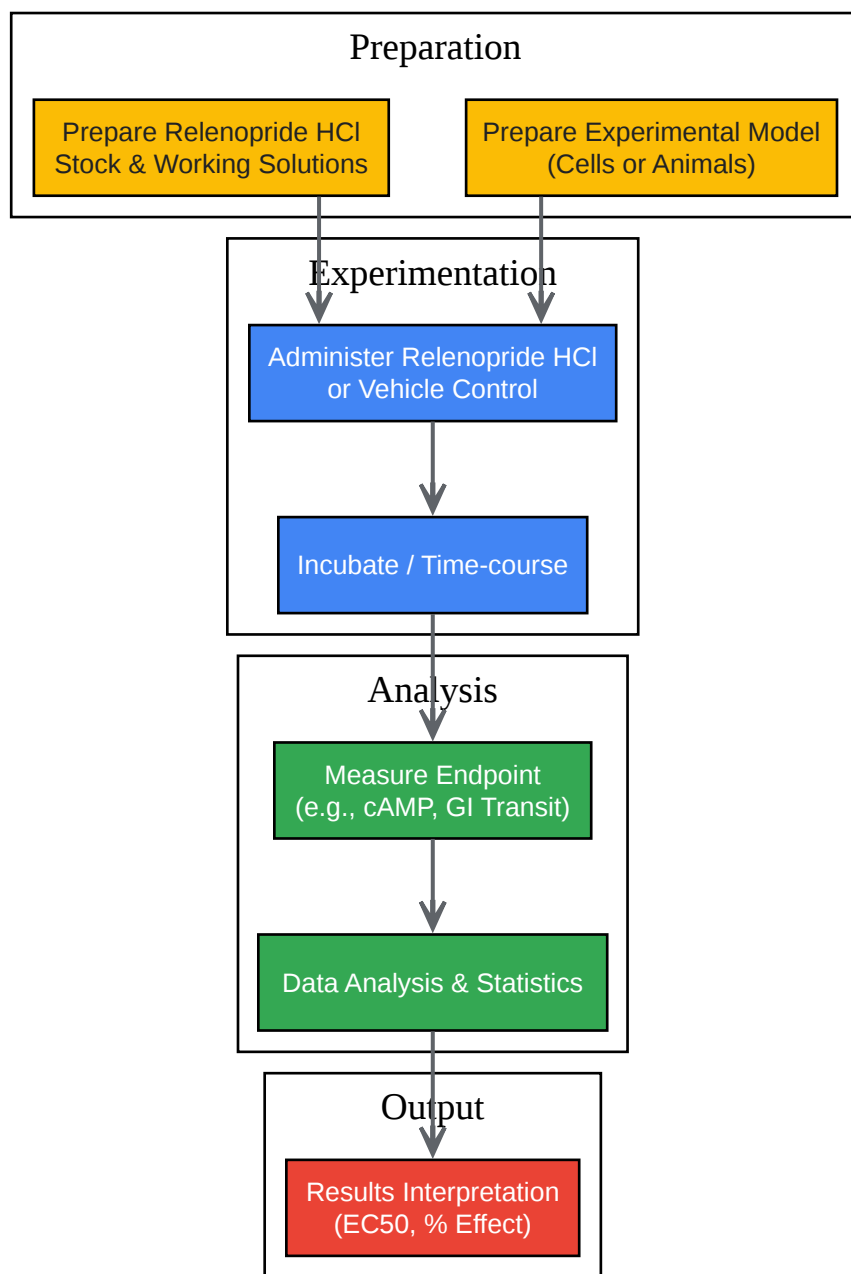 Preparation
Prepare Relenopride HCl
Stock & Working Solutions
Prepare Experimental Model
(Cells or Animals)
Experimentation
Administer Relenopride HCl
or Vehicle Control
Incubate / Time-course
Analysis
Measure Endpoint
(e.g., cAMP, GI Transit)
Data Analysis & Statistics
Output
Results Interpretation
(EC50, % Effect)